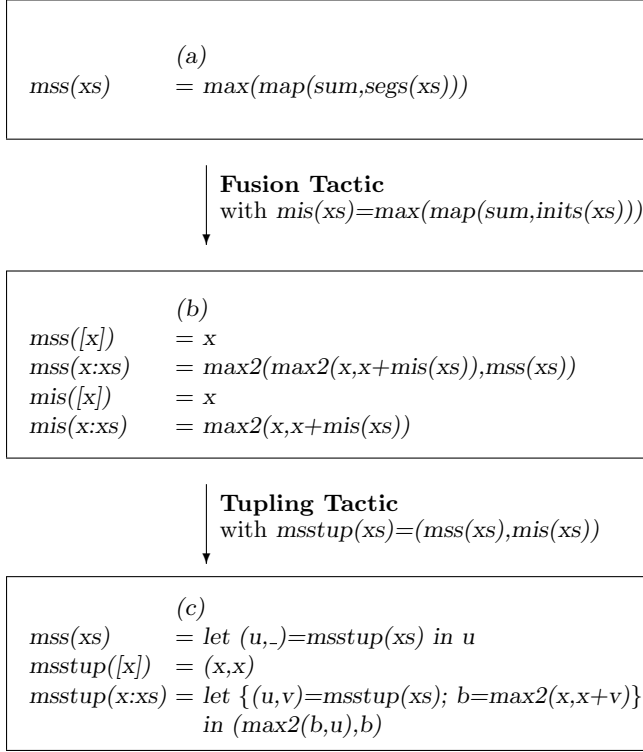 (a)
mss(xs) = max(map(sum,segs(xs)))
Fusion Tactic
with mis(xs)=max(map(sum,inits(xs)))
(b)
mss([x]) = x
mss(x:xs) = max2(max2(x,x+mis(xs)),mss(xs))
mis([x]) = x
mis(x:xs) = max2(x,x+mis(xs))
Tupling Tactic
with msstup(xs)=(mss(xs),mis(xs))
(c)
mss(xs) = let (u,_)=msstup(xs) in u
msstup([x]) = (x,x)
msstup(x:xs) = let {(u,v)=msstup(xs); b=max2(x,x+v)}
in (max2(b,u),b)